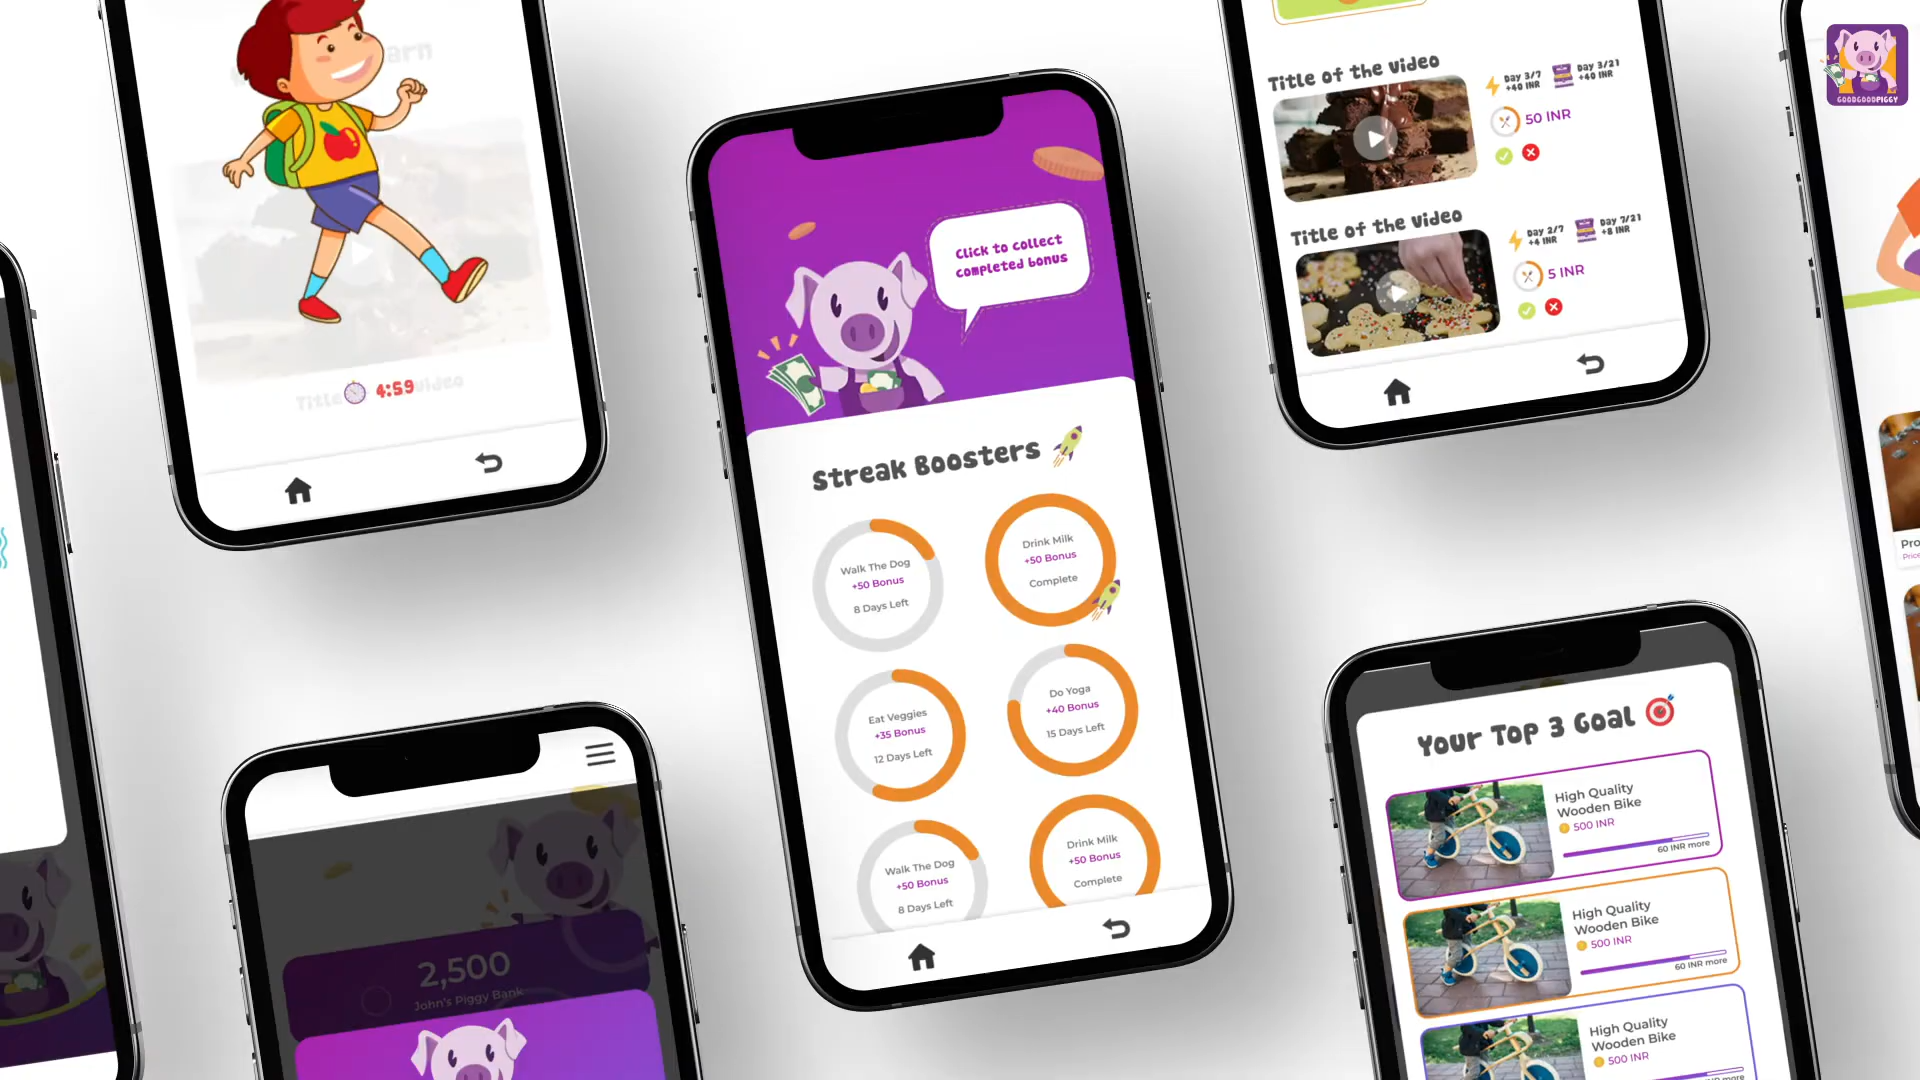 arn
Title
4:59
Video
2,500
John's Piggy Bank
Click to collect
completed bonus
Streak Boosters
Walk The Dog
+50 Bonus
8 Days Left
Drink Milk
+50 Bonus
Complete
Eat Veggies
+35 Bonus
12 Days Left
Do Yoga
+40 Bonus
15 Days Left
Walk The Dog
+50 Bonus
8 Days Left
Drink Milk
+50 Bonus
Complete
Title of the Video
Day 3/7
+40 INR
Day 3/21
+40 INR
50 INR
Title of the Video
Day 2/7
+4 INR
Day 7/21
+8 INR
5 INR
Your Top 3 Goal
High Quality
Wooden Bike
500 INR
60 INR more
High Quality
Wooden Bike
500 INR
60 INR more
High Quality
Wooden Bike
500 INR
more
GOODGOODPIGGY
Pro
Price